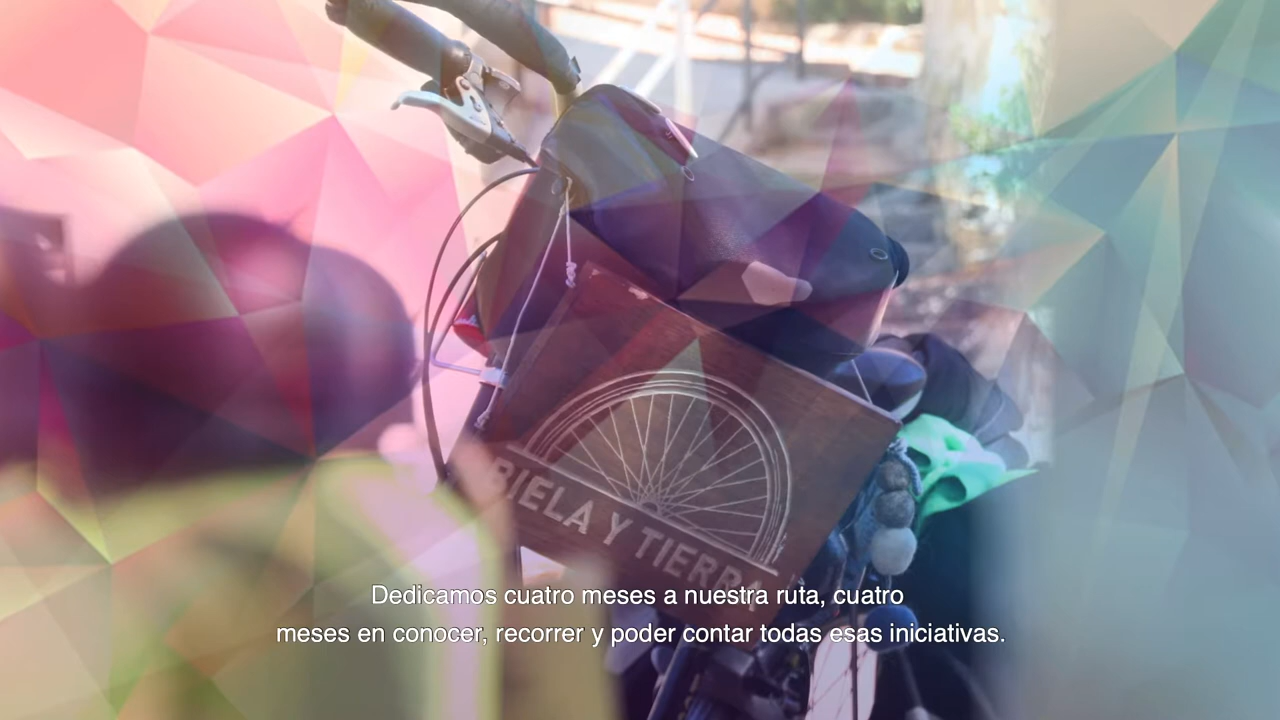 BIELA Y TIERRA
Dedicamos cuatro meses a nuestra ruta, cuatro
meses en conocer, recorrer y poder contar todas esas iniciativas.